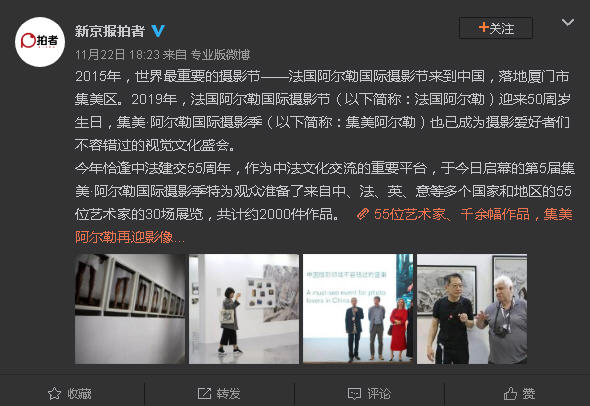 拍者
新京报拍者
+关注
11月22日 18:23 来自 专业版微博
2015年，世界最重要的摄影节——法国阿尔勒国际摄影节来到中国，落地厦门市
集美区。2019年，法国阿尔勒国际摄影节（以下简称：法国阿尔勒）迎来50周岁
生日，集美·阿尔勒国际摄影季（以下简称：集美阿尔勒）也已成为摄影爱好者们
不容错过的视觉文化盛会。
今年恰逢中法建交55周年，作为中法文化交流的重要平台，于今日启幕的第5届集
美·阿尔勒国际摄影季特为观众准备了来自中、法、英、意等多个国家和地区的55
位艺术家的30场展览，共计约2000件作品。 55位艺术家、千余幅作品，集美
阿尔勒再迎影像...
中国摄影领域不容错过的盛事
A must-see event for photo
lovers in China
收藏
转发
评论
赞